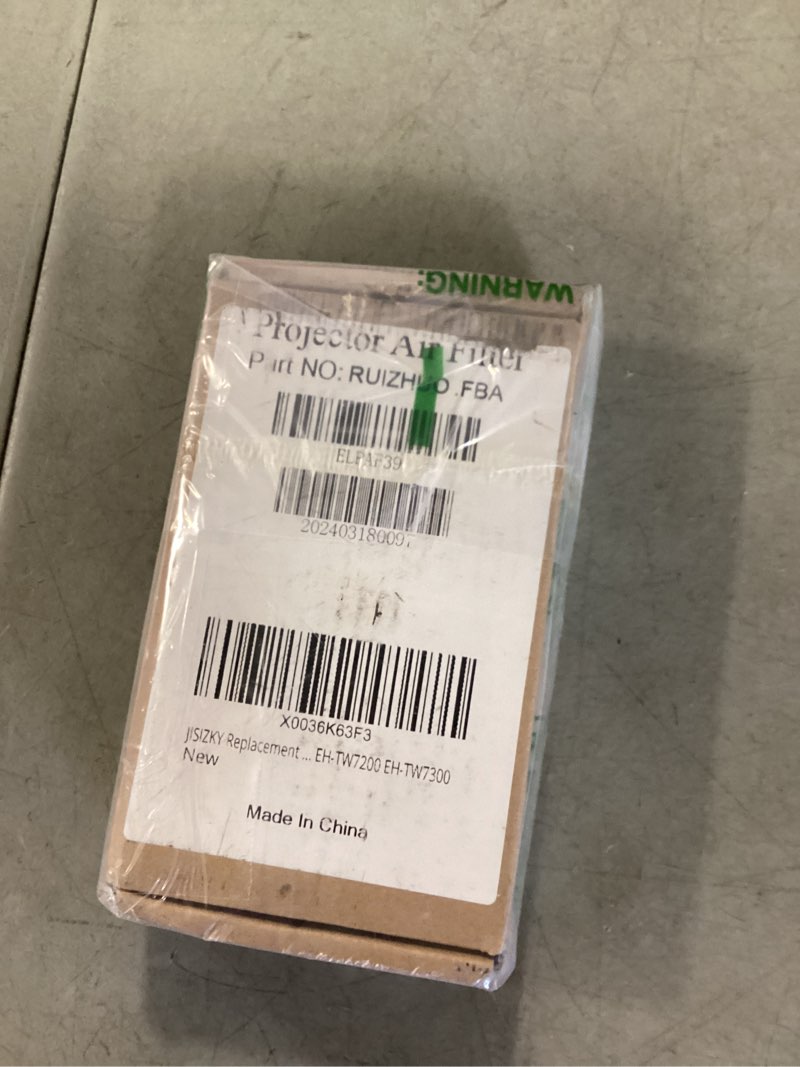 WARNING:
Projector Air Filter
Part NO: RUIZHUO .FBA
ELPAF39
202403180097
X0036K63F3
JISIZKY Replacement ... EH-TW7200 EH-TW7300
New
Made In China